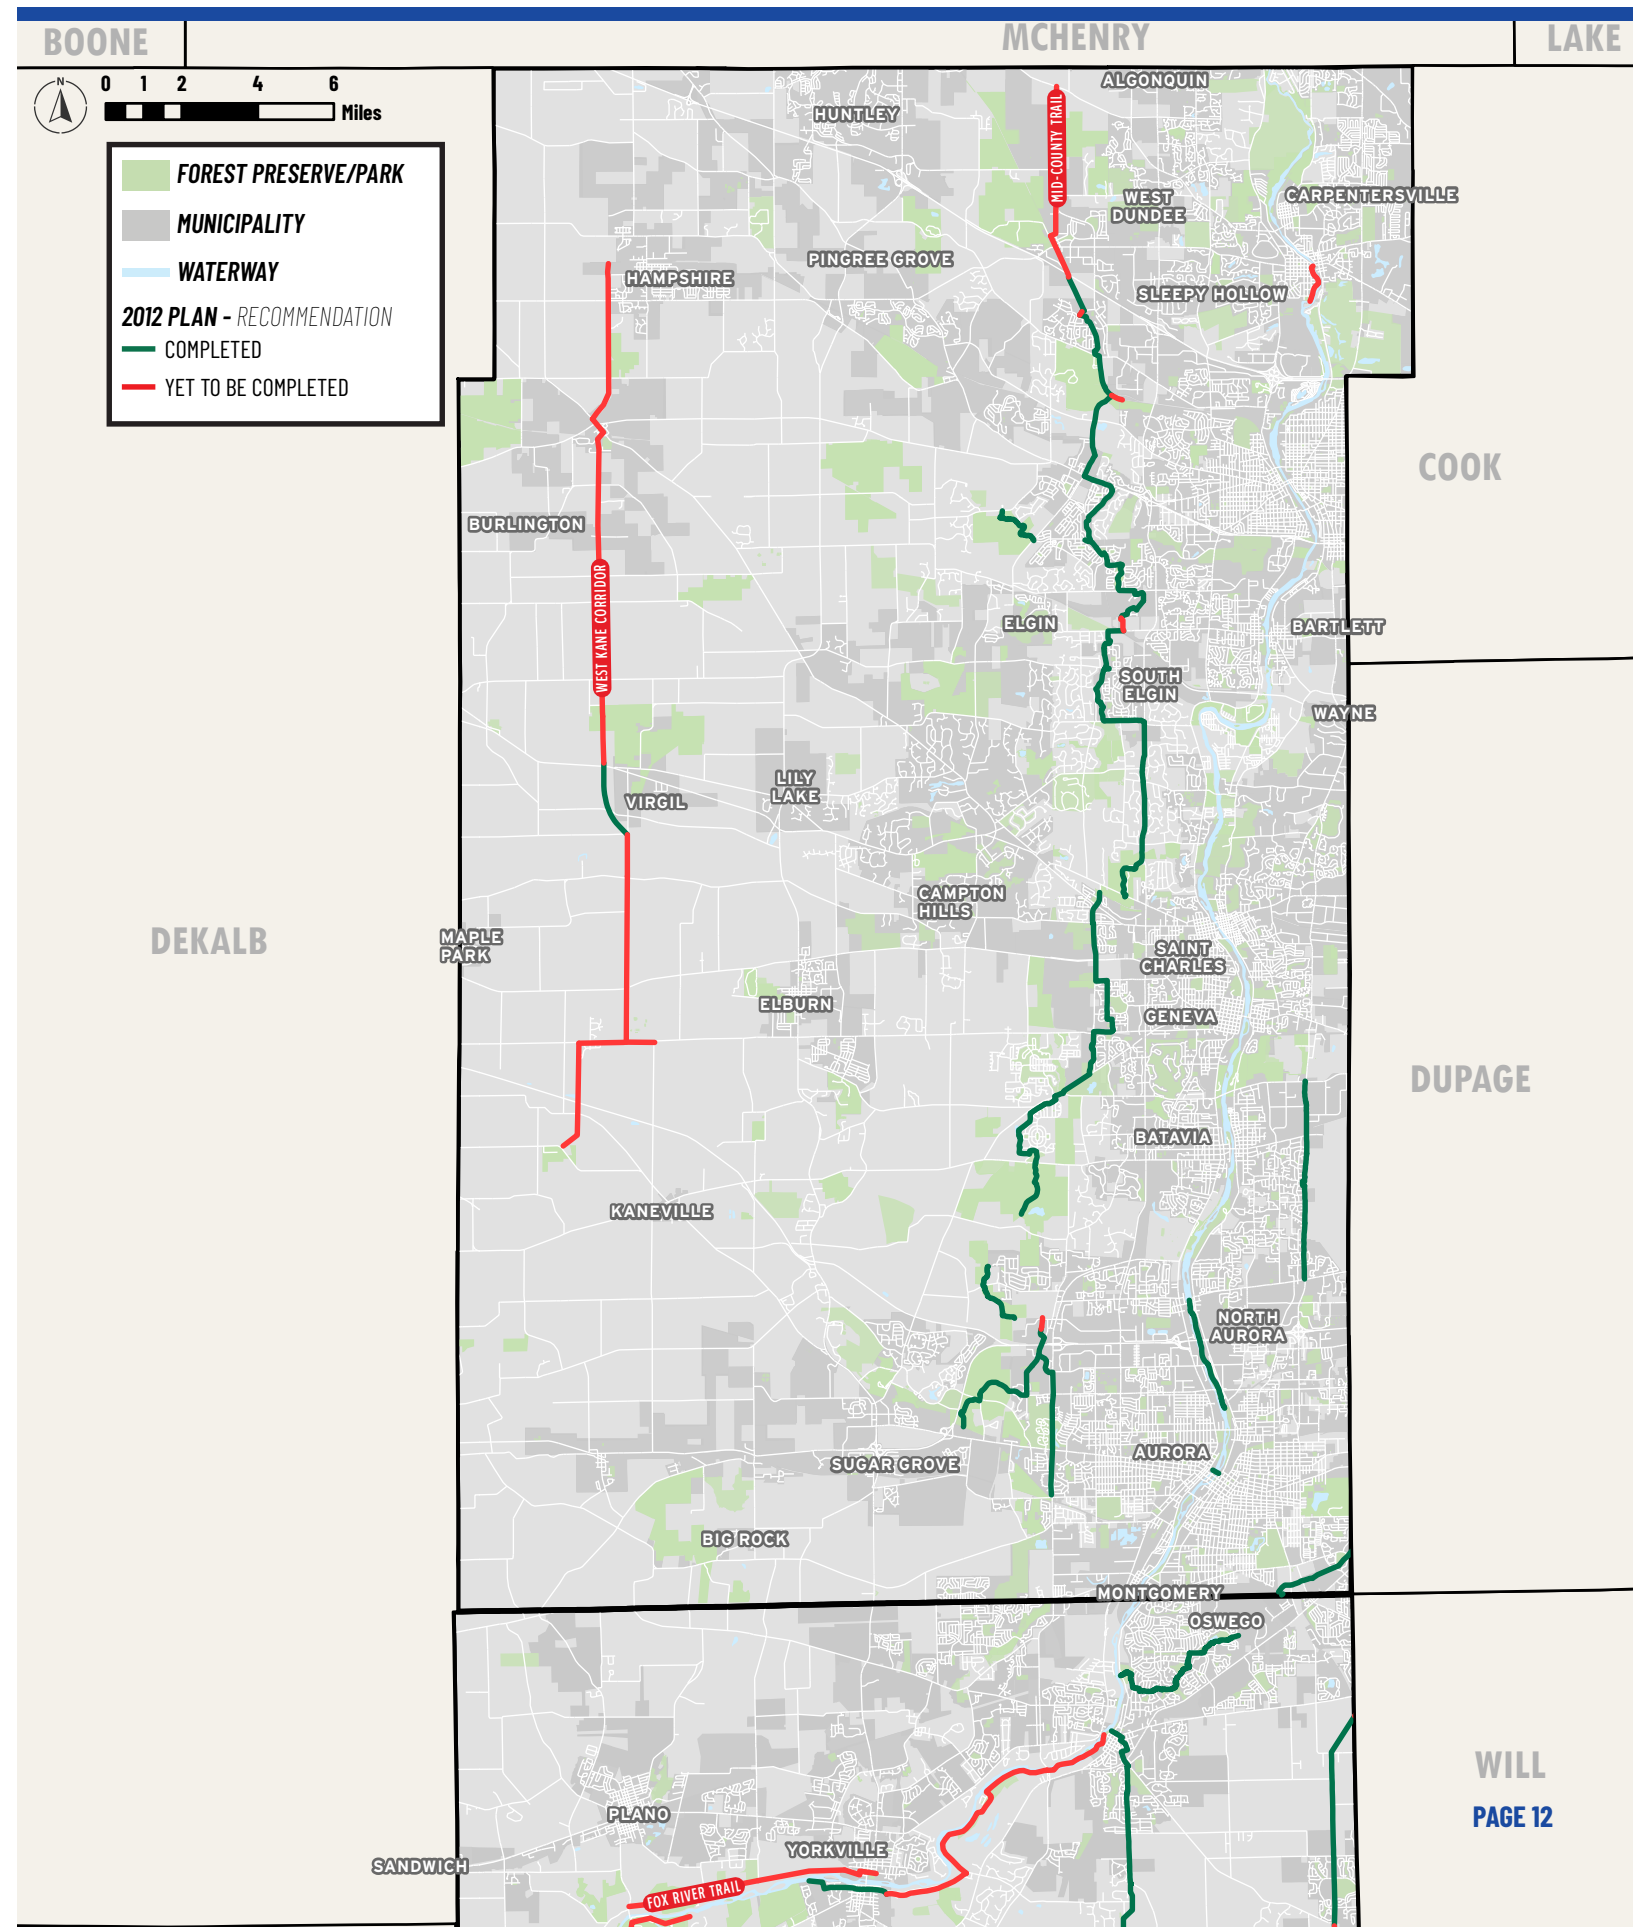 BOONE
MCHENRY
LAKE
N
0 1 2 4 6
Miles
FOREST PRESERVE/PARK
MUNICIPALITY
WATERWAY
2012 PLAN - RECOMMENDATION
COMPLETED
YET TO BE COMPLETED
ALGONQUIN
HUNTLEY
MID-COUNTY TRAIL
WEST
DUNDEE
CARPENTERSVILLE
PINGREE GROVE
HAMPSHIRE
SLEEPY HOLLOW
COOK
BURLINGTON
WEST KANE CORRIDOR
ELGIN
BARTLETT
SOUTH
ELGIN
WAYNE
LILY
LAKE
VIRGIL
CAMPTON
HILLS
DEKALB
MAPLE
PARK
SAINT
CHARLES
ELBURN
GENEVA
DUPAGE
BATAVIA
KANEVILLE
NORTH
AURORA
AURORA
SUGAR GROVE
BIG ROCK
MONTGOMERY
OSWEGO
WILL
PAGE 12
PLANO
YORKVILLE
SANDWICH
FOX RIVER TRAIL